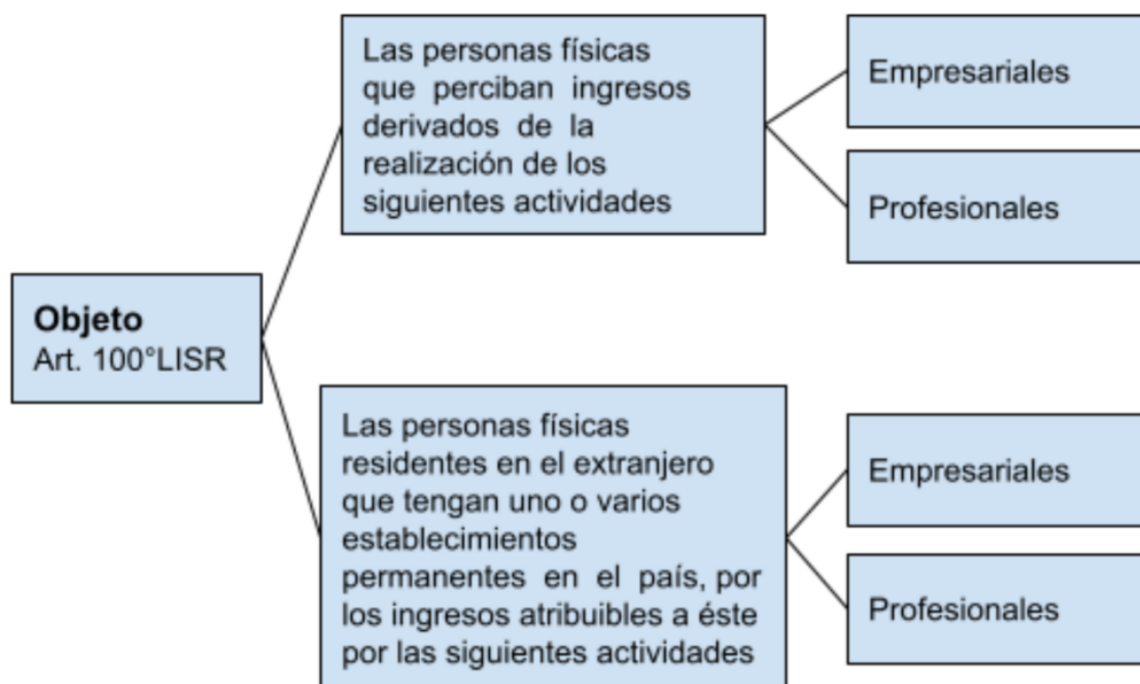 Las personas físicas
que perciban ingresos
derivados de la
realización de los
siguientes actividades
Empresariales
Profesionales
Objeto
Art. 100°LISR
Las personas físicas
residentes en el extranjero
que tengan uno o varios
establecimientos
permanentes en el país, por
los ingresos atribuibles a éste
por las siguientes actividades
Empresariales
Profesionales